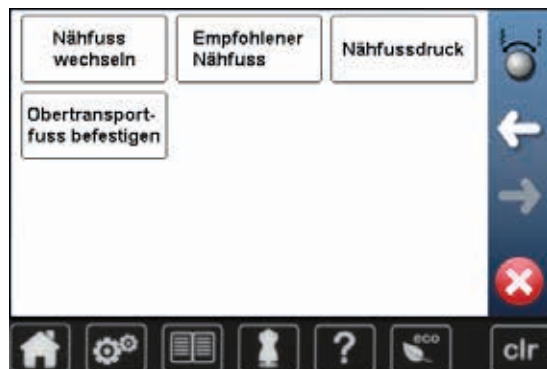 Nähfuss
wechseln
Empfohlener
Nähfuss
Nähfussdruck
Obertransport-
fuss befestigen
?
eco
clr